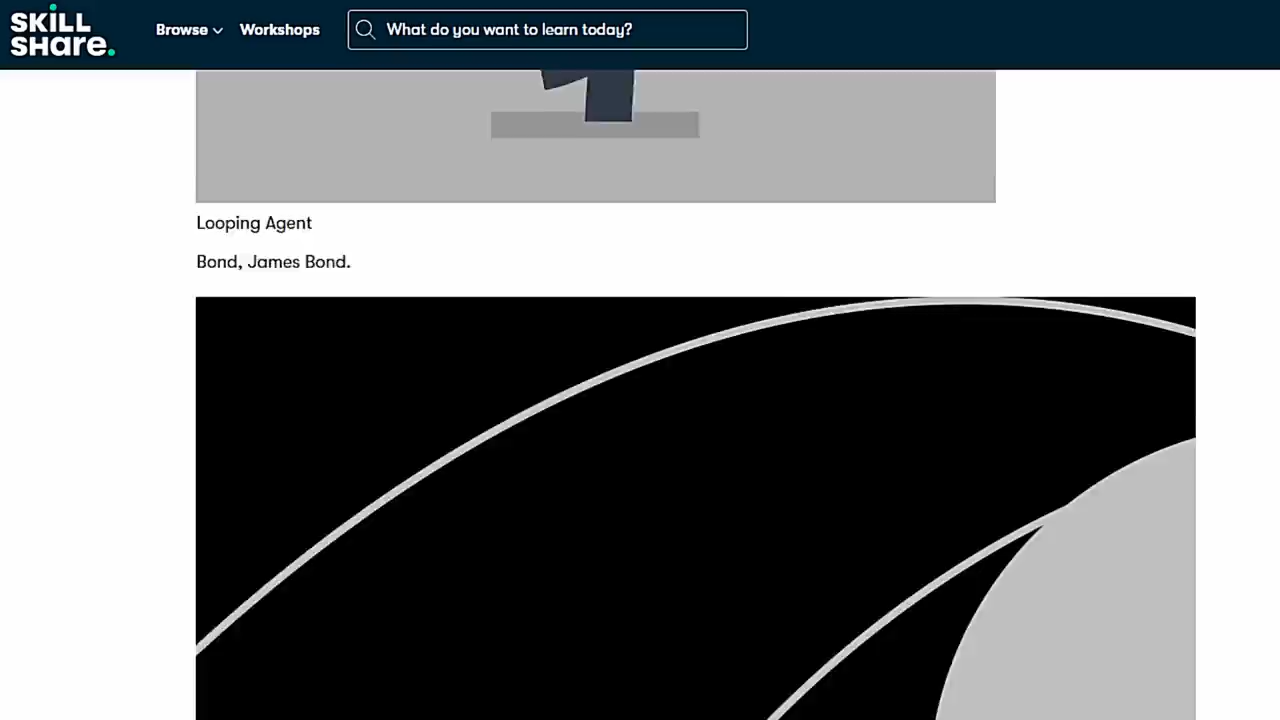 SKiLL
SHare.
Browse
Workshops
What do you want to learn today?
Looping Agent
Bond, James Bond.